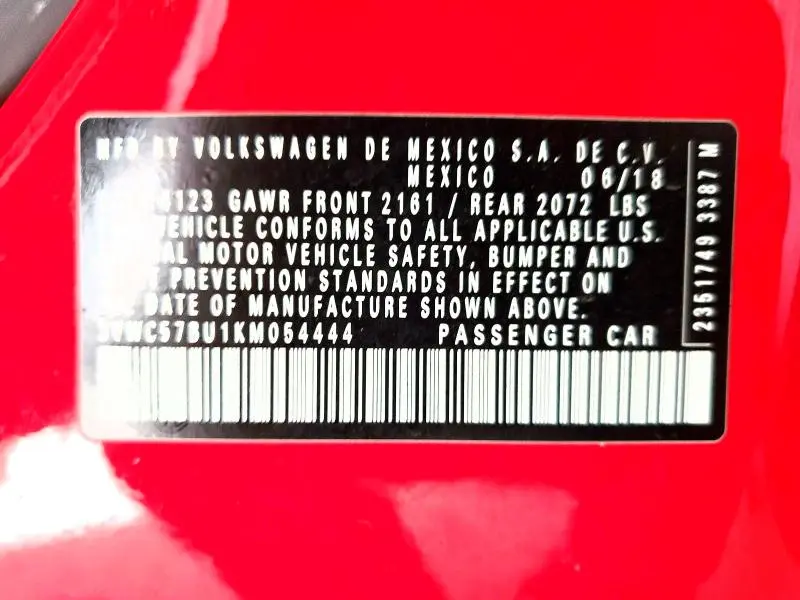 MFD BY VOLKSWAGEN DE MEXICO S.A. DE C.V.
MEXICO 06/18
4123 GAWR FRONT 2161 / REAR 2072 LBS
VEHICLE CONFORMS TO ALL APPLICABLE U.S.
MOTOR VEHICLE SAFETY, BUMPER AND
PREVENTION STANDARDS IN EFFECT ON
DATE OF MANUFACTURE SHOWN ABOVE.
3VWC57BU1KM054444 PASSENGER CAR
2351749 3387 M